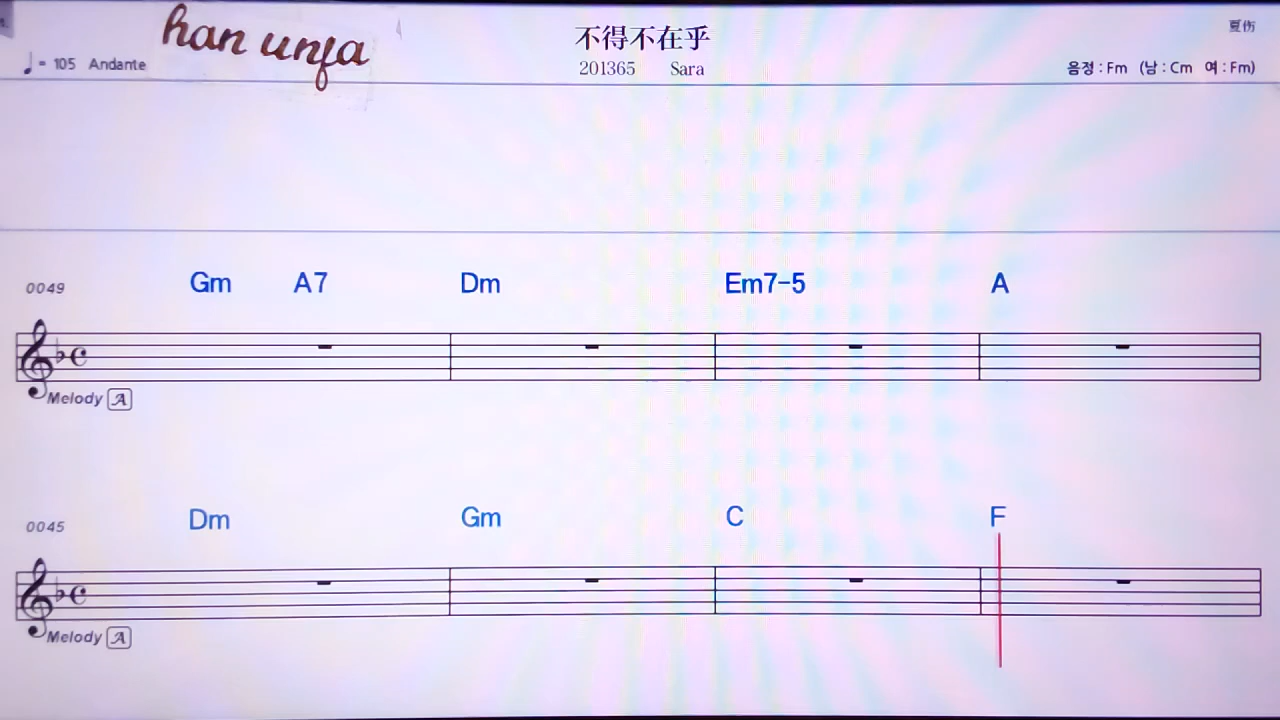 han unfa
不得不在乎
夏伤
♩= 105 Andante
201365 Sara
음정 : Fm (남 : Cm 여 : Fm)
0049 Gm A7 Dm Em7-5 A
Melody A
0045 Dm Gm C F
Melody A